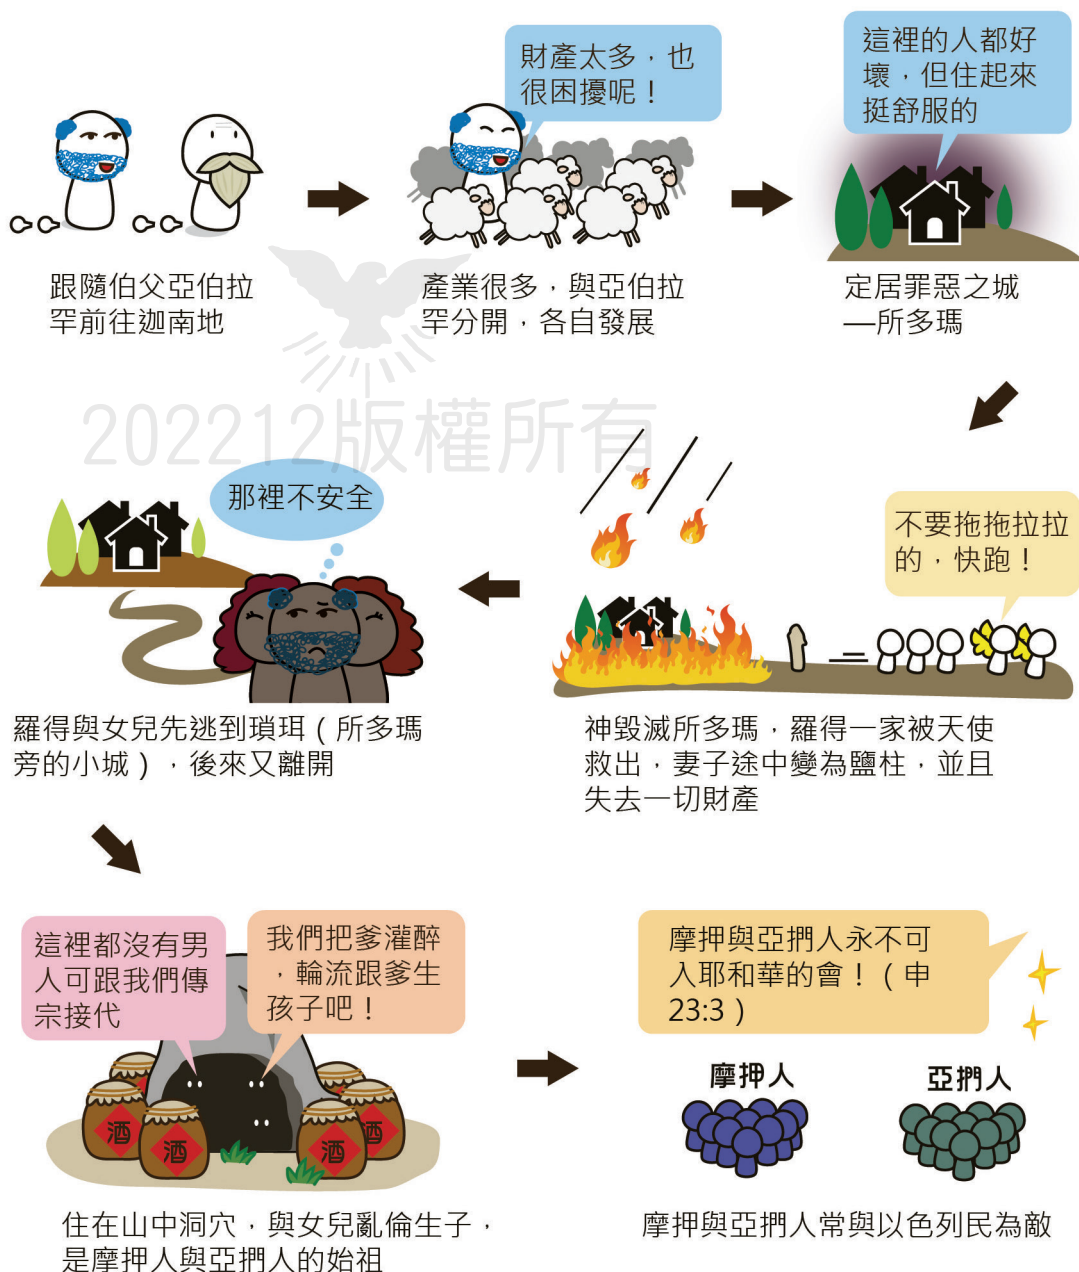 財產太多，也
很困擾呢！
這裡的人都好
壞，但住起來
挺舒服的
跟隨伯父亞伯拉
罕前往迦南地
產業很多，與亞伯拉
罕分開，各自發展
定居罪惡之城
—所多瑪
202212版權所有
不要拖拖拉拉
的，快跑！
神毀滅所多瑪，羅得一家被天使
救出，妻子途中變為鹽柱，並且
失去一切財產
那裡不安全
羅得與女兒先逃到瑣珥（所多瑪
旁的小城），後來又離開
這裡都沒有男
人可跟我們傳
宗接代
我們把爹灌醉
，輪流跟爹生
孩子吧！
酒
酒
酒
酒
住在山中洞穴，與女兒亂倫生子，
是摩押人與亞捫人的始祖
摩押與亞捫人永不可
入耶和華的會！（申
23:3）
摩押人
亞捫人
摩押與亞捫人常與以色列民為敵